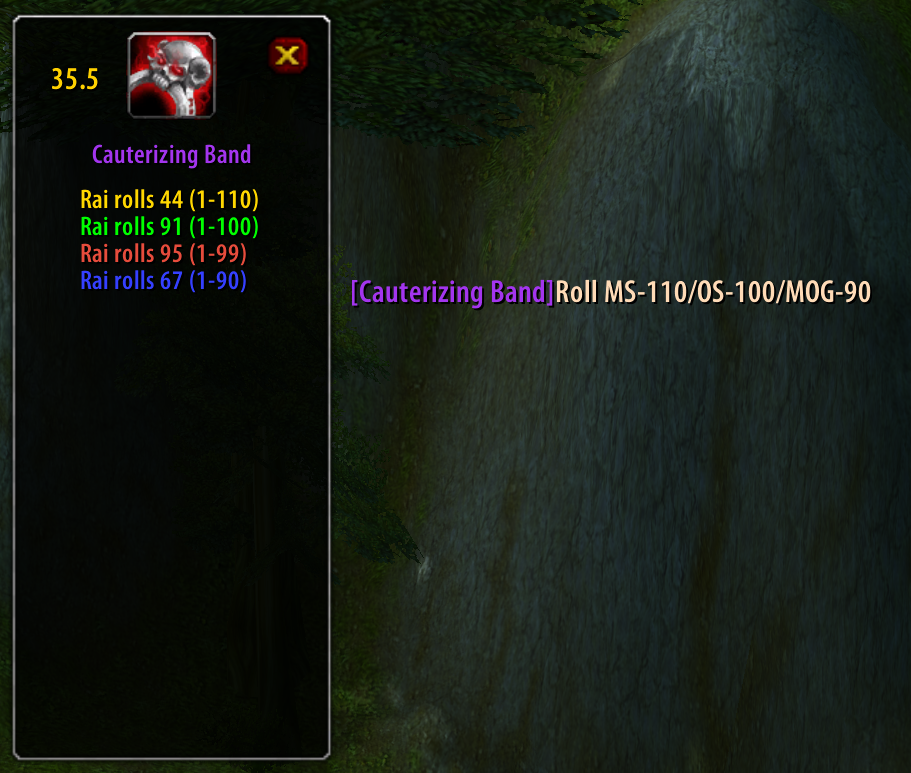 35.5
Cauterizing Band
Rai rolls 44 (1-110)
Rai rolls 91 (1-100)
Rai rolls 95 (1-99)
Rai rolls 67 (1-90)
[Cauterizing Band]Roll MS-110/OS-100/MOG-90